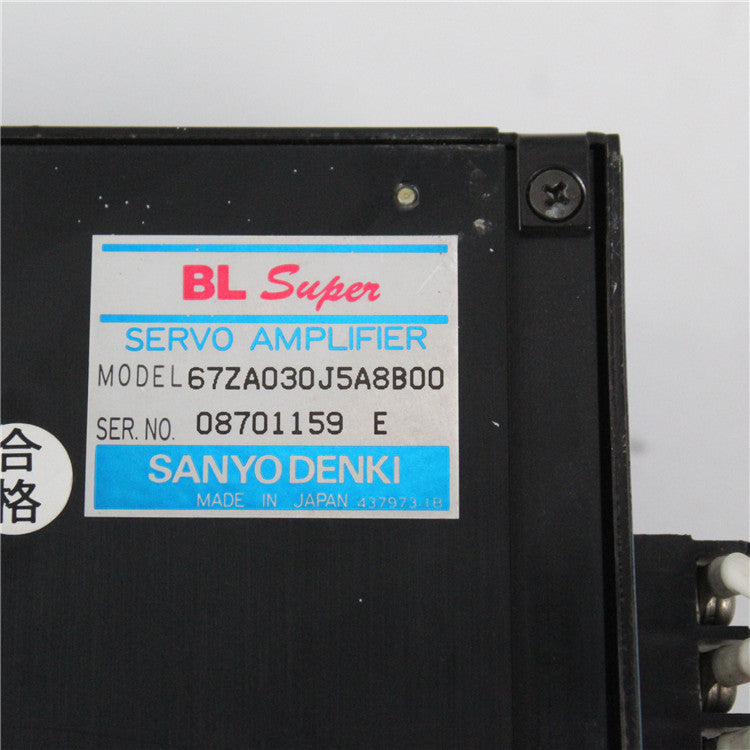 BL Super
SERVO AMPLIFIER
MODEL 67ZA030J5A8B00
SER. NO. 08701159 E
SANYO DENKI
MADE IN JAPAN 437973-1B
合
格